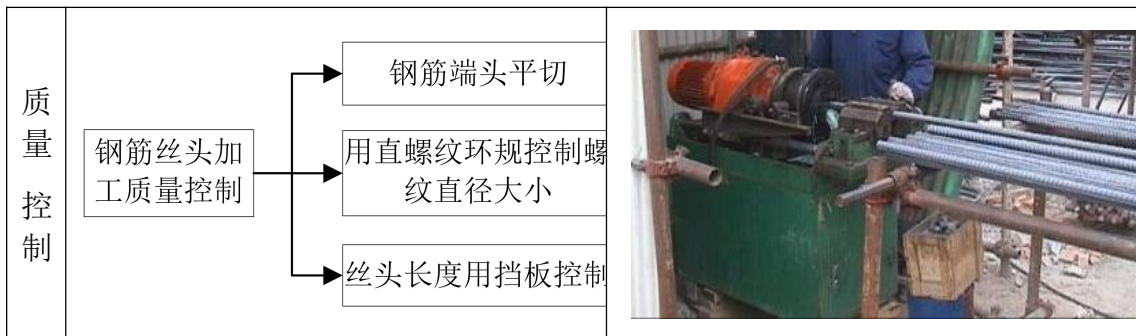 质
量
控
制
钢筋丝头加
工质量控制
钢筋端头平切
用直螺纹环规控制螺
纹直径大小
丝头长度用挡板控制